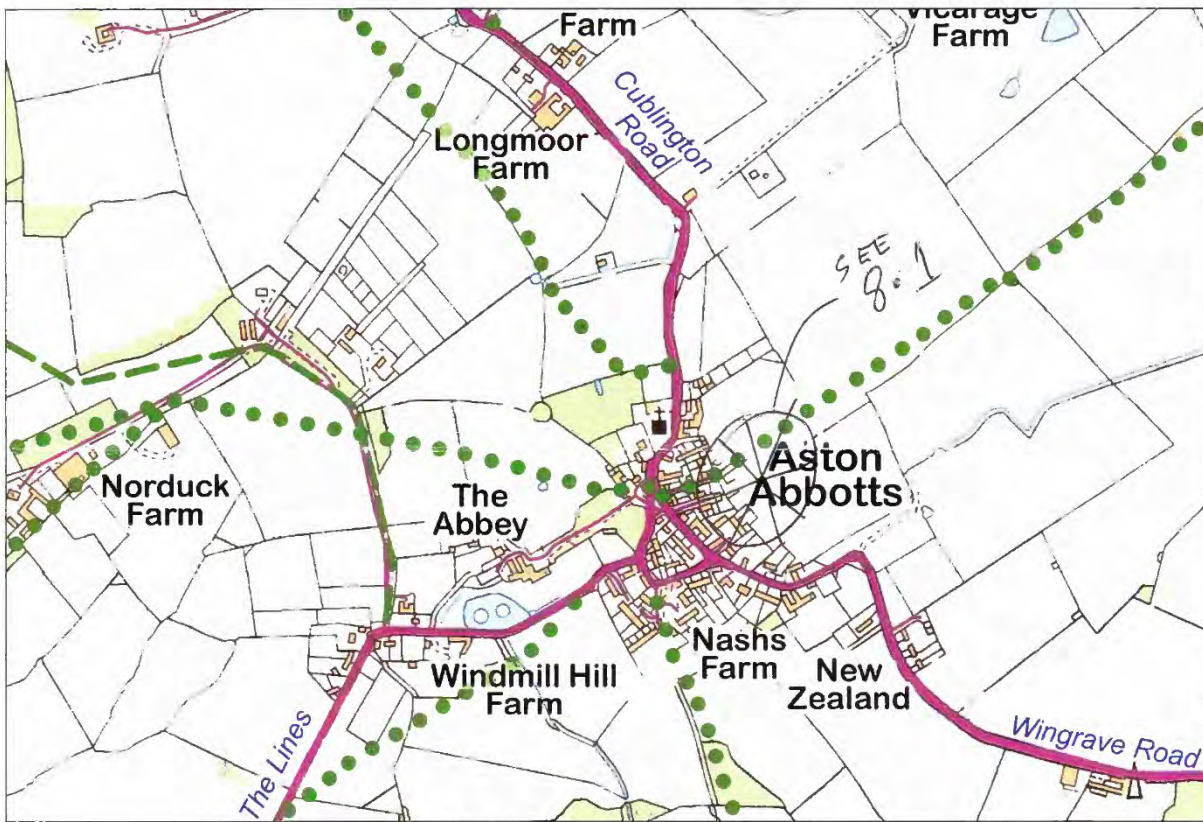 Farm
Vicarage
Farm
Cublington
Road
Longmoor
Farm
SEE
8.1
Aston
Abbotts
Norduck
Farm
The
Abbey
Nashs
Farm
New
Zealand
Windmill Hill
Farm
The Lines
Wingrave Road